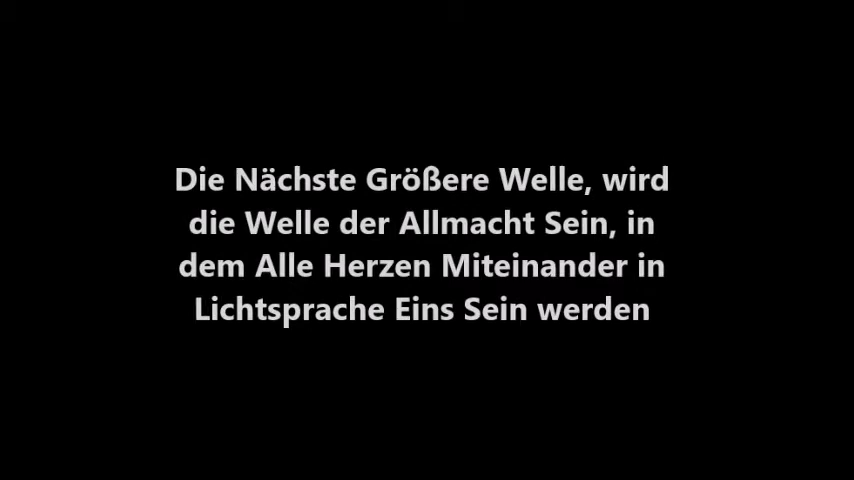 Die Nächste Größere Welle, wird
die Welle der Allmacht Sein, in
dem Alle Herzen Miteinander in
Lichtsprache Eins Sein werden